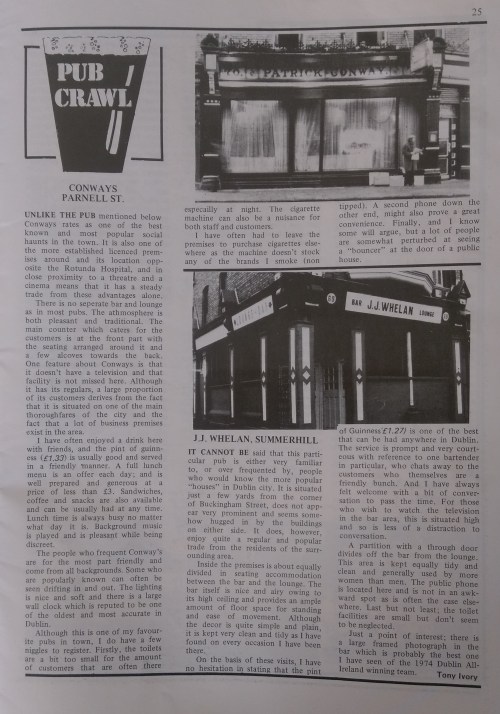 25
PUB
CRAWL
CONWAYS
PARNELL ST.
UNLIKE THE PUB mentioned below
Conways rates as one of the best
known and most popular social
haunts in the town. It is also one of
the more established licenced prem-
ises around and its location opp-
osite the Rotunda Hospital, and in
close proximity to a threatre and a
cinema means that it has a steady
trade from these advantages alone.
There is no seperate bar and lounge
as in most pubs. The athmosphere is
both pleasant and traditional. The
main counter which caters for the
customers is at the front part with
the seating arranged around it and
a few alcoves towards the back.
One feature about Conways is that
it doesn't have a television and that
facility is not missed here. Although
it has its regulars, a large proportion
of its customers derives from the fact
that it is situated on one of the main
thoroughfares of the city and the
fact that a lot of business premises
exist in the area.
I have often enjoyed a drink here
with friends, and the pint of guinn-
ess (£1.33) is usually good and served
in a friendly manner. A full lunch
menu is an offer each day; and is
well prepared and generous at a
price of less than £3. Sandwiches,
coffee and snacks are also available
and can be usually had at any time.
Lunch time is always busy no matter
what day it is. Background music
is played and is pleasant while being
discreet.
The people who frequent Conway's
are for the most part friendly and
come from all backgrounds. Some who
are popularly known can often be
seen drifting in and out. The lighting
is nice and soft and there is a large
wall clock which is reputed to be one
of the oldest and most accurate in
Dublin.
Although this is one of my favour-
ite pubs in town, I do have a few
niggles to register. Firstly, the toilets
are a bit too small for the amount
of customers that are often there
PATRICK CONWAY
especially at night. The cigarette
machine can also be a nuisance for
both staff and customers.
I have often had to leave the
premises to purchase cigarettes else-
where as the machine doesn't stock
any of the brands I smoke (non
tipped). A second phone down the
other end, might also prove a great
convenience. Finally, and I know
some will argue, but a lot of people
are somewhat perturbed at seeing
a "bouncer" at the door of a public
house.
BAR J.J. WHELAN LOUNGE
J.J. WHELAN, SUMMERHILL
IT CANNOT BE said that this parti-
cular pub is either very familiar
to, or over frequented by, people
who would know the more popular
"houses" in Dublin city. It is situated
just a few yards from the corner
of Buckingham Street, does not app-
ear very prominent and seems some-
how hugged in by the buildings
on either side. It does, however,
enjoy quite a regular and popular
trade from the residents of the surr-
ounding area.
Inside the premises is about equally
divided in seating accommodation
between the bar and the lounge. The
bar itself is nice and airy owing to
its high ceiling and provides an ample
amount of floor space for standing
and ease of movement. Although
the decor is quite simple and plain,
it is kept very clean and tidy as I have
found on every occasion I have been
there.
On the basis of these visits, I have
no hesitation in stating that the pint
of Guinness £1.27) is one of the best
that can be had anywhere in Dublin.
The service is prompt and very court-
eous with reference to one bartender
in particular, who chats away to the
customers who themselves are a
friendly bunch. And I have always
felt welcome with a bit of conver-
sation to pass the time. For those
who wish to watch the television
in the bar area, this is situated high
and so is less of a distraction to
conversation.
A partition with a through door
divides off the bar from the lounge.
This area is kept equally tidy and
clean and generally used by more
women than men. The public phone
is located here and is not in an awk-
ward spot as is often the case else-
where. Last but not least; the toilet
facilities are small but don't seem
to be neglected.
Just a point of interest; there is
a large framed photograph in the
bar which is probably the best one
I have seen of the 1974 Dublin All-
Ireland winning team.
Tony Ivory